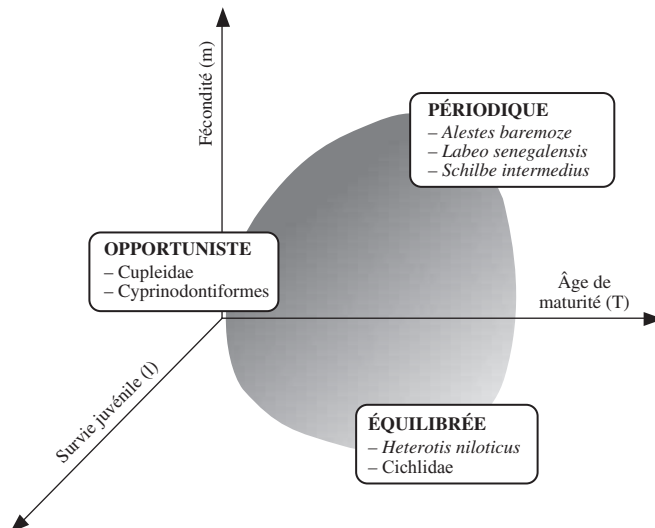 Fécondité (m)
PÉRIODIQUE
– Alestes baremoze
– Labeo senegalensis
– Schilbe intermedius
OPPORTUNISTE
– Cupleidae
– Cyprinodontiformes
Âge de
maturité (T)
Survie juvénile (l)
ÉQUILIBRÉE
– Heterotis niloticus
– Cichlidae